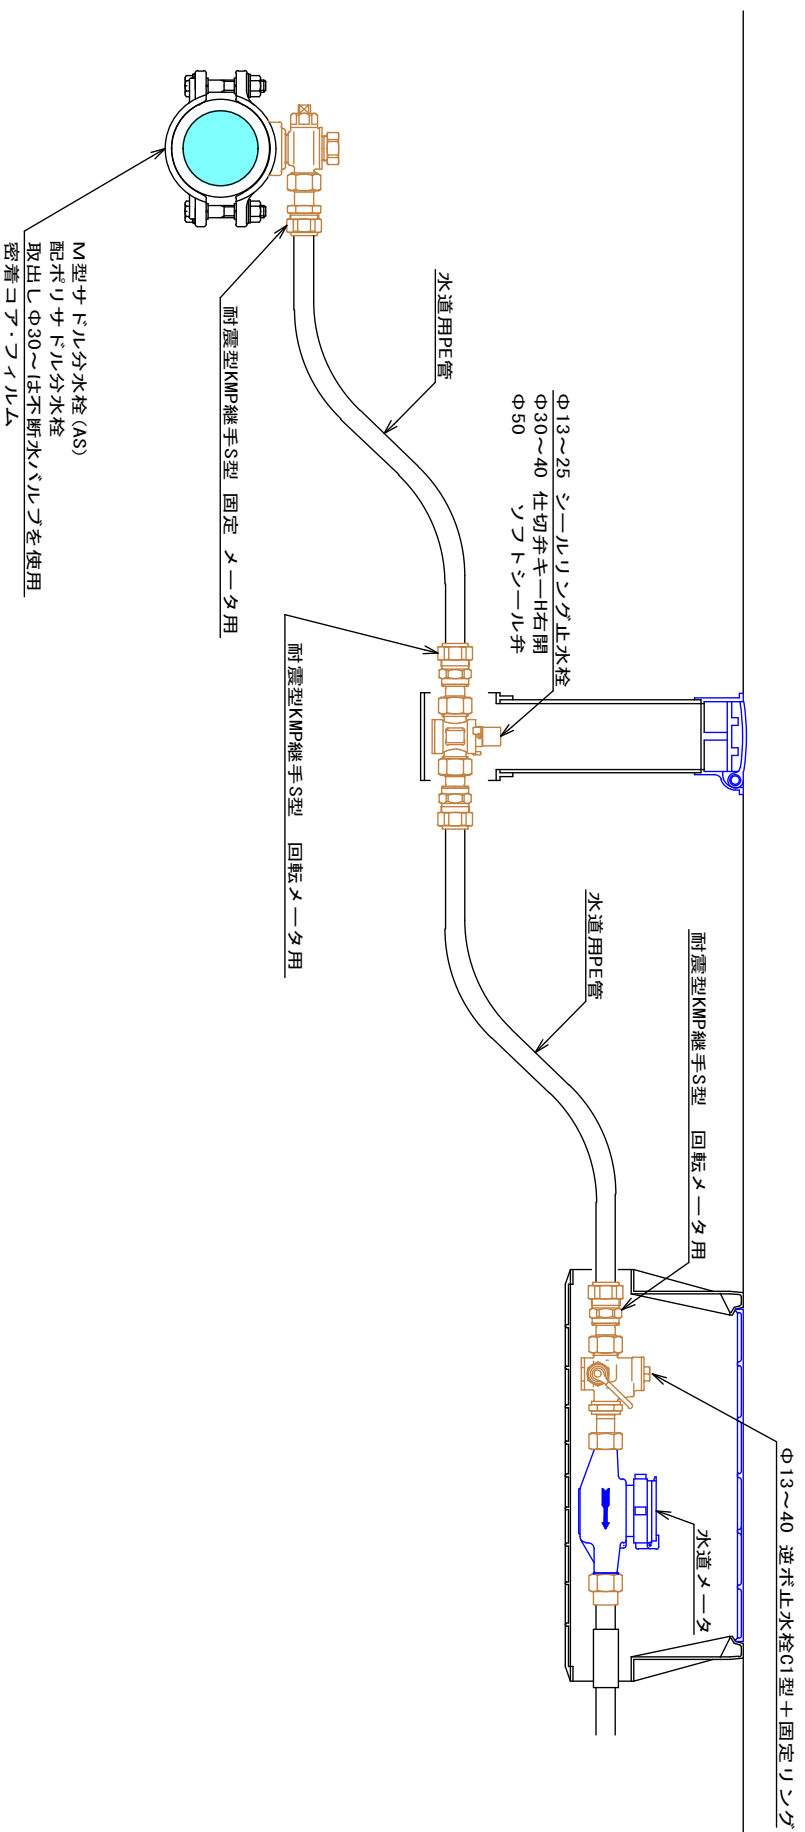 M型サドル分水栓(AS)
配ポリサドル分水栓
取出しΦ30~は不断水バルブを使用
密着コア・フィルム
耐震型KMP継手S型 固定 メータ用
水道用PE管
Φ13~25 シールリング止水栓
Φ30~40 仕切弁キーH右開
Φ50 ソフトシール弁
耐震型KMP継手S型 回転メータ用
水道用PE管
耐震型KMP継手S型 回転メータ用
Φ13~40 逆ボ止水栓C1型+固定リング
水道メータ